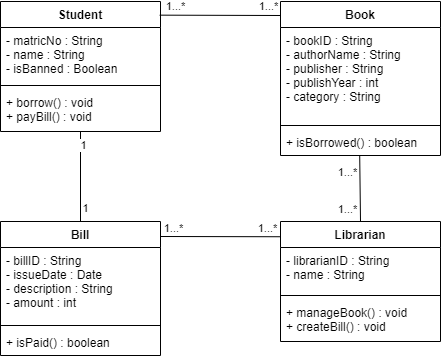 Student
- matricNo : String
- name : String
- isBanned : Boolean
+ borrow() : void
+ payBill() : void
1...*
1...*
Book
- bookID : String
- authorName : String
- publisher : String
- publishYear : int
- category : String
+ isBorrowed() : boolean
1
1
1...*
1...*
Bill
- billID : String
- issueDate : Date
- description : String
- amount : int
+ isPaid() : boolean
1...*
1...*
Librarian
- librarianID : String
- name : String
+ manageBook() : void
+ createBill() : void